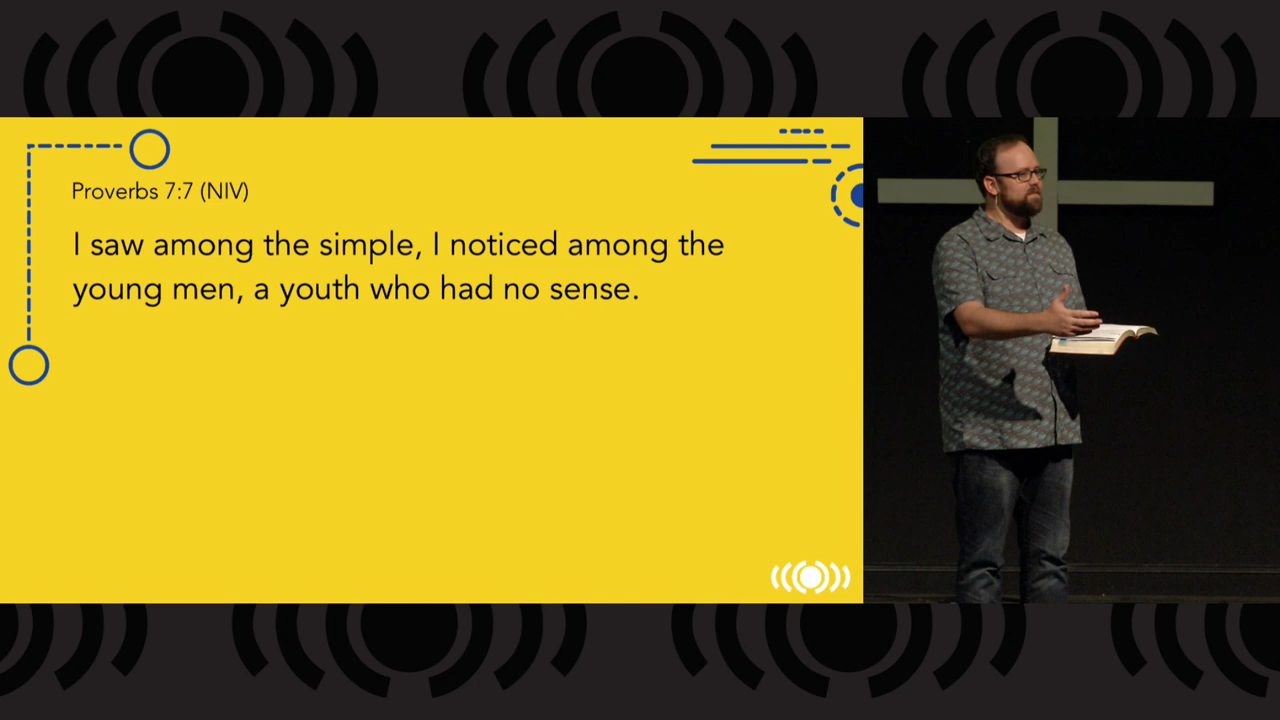 Proverbs 7:7 (NIV)
I saw among the simple, I noticed among the
young men, a youth who had no sense.